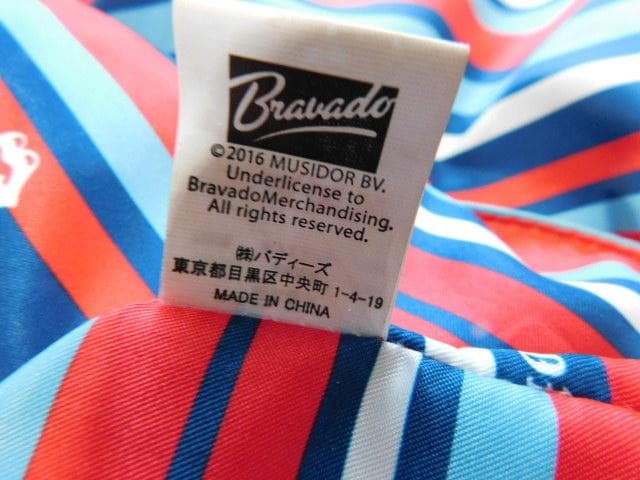 Bravado
©2016 MUSIDOR BV.
Underlicense to
BravadoMerchandising.
All rights reserved.
㈱バディーズ
東京都目黒区中央町 1-4-19
MADE IN CHINA